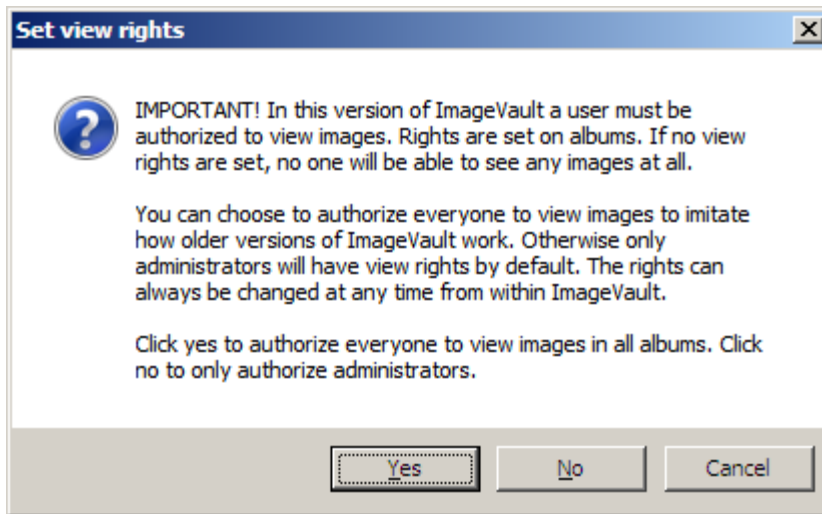 Set view rights
IMPORTANT! In this version of ImageVault a user must be
authorized to view images. Rights are set on albums. If no view
rights are set, no one will be able to see any images at all.
You can choose to authorize everyone to view images to imitate
how older versions of ImageVault work. Otherwise only
administrators will have view rights by default. The rights can
always be changed at any time from within ImageVault.
Click yes to authorize everyone to view images in all albums. Click
no to only authorize administrators.
Yes No Cancel